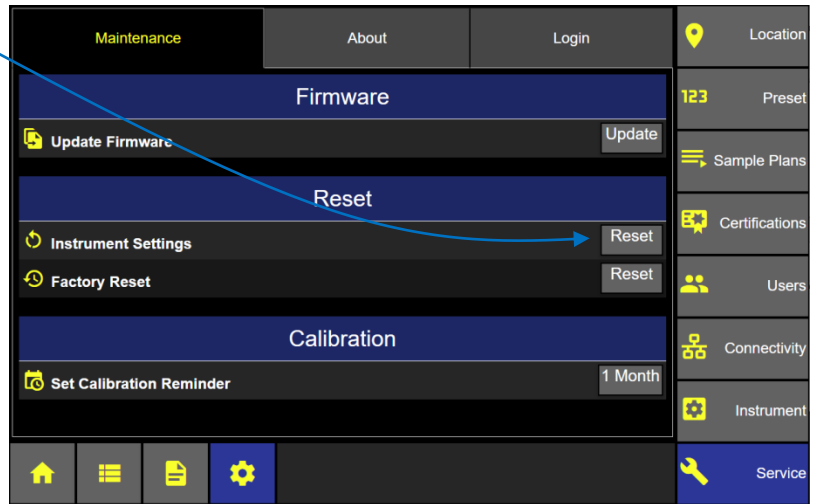 Maintenance
About
Login
Firmware
Update Firmware
Update
Reset
Instrument Settings
Reset
Factory Reset
Reset
Calibration
Set Calibration Reminder
1 Month
Location
123
Preset
Sample Plans
Certifications
Users
Connectivity
Instrument
Service